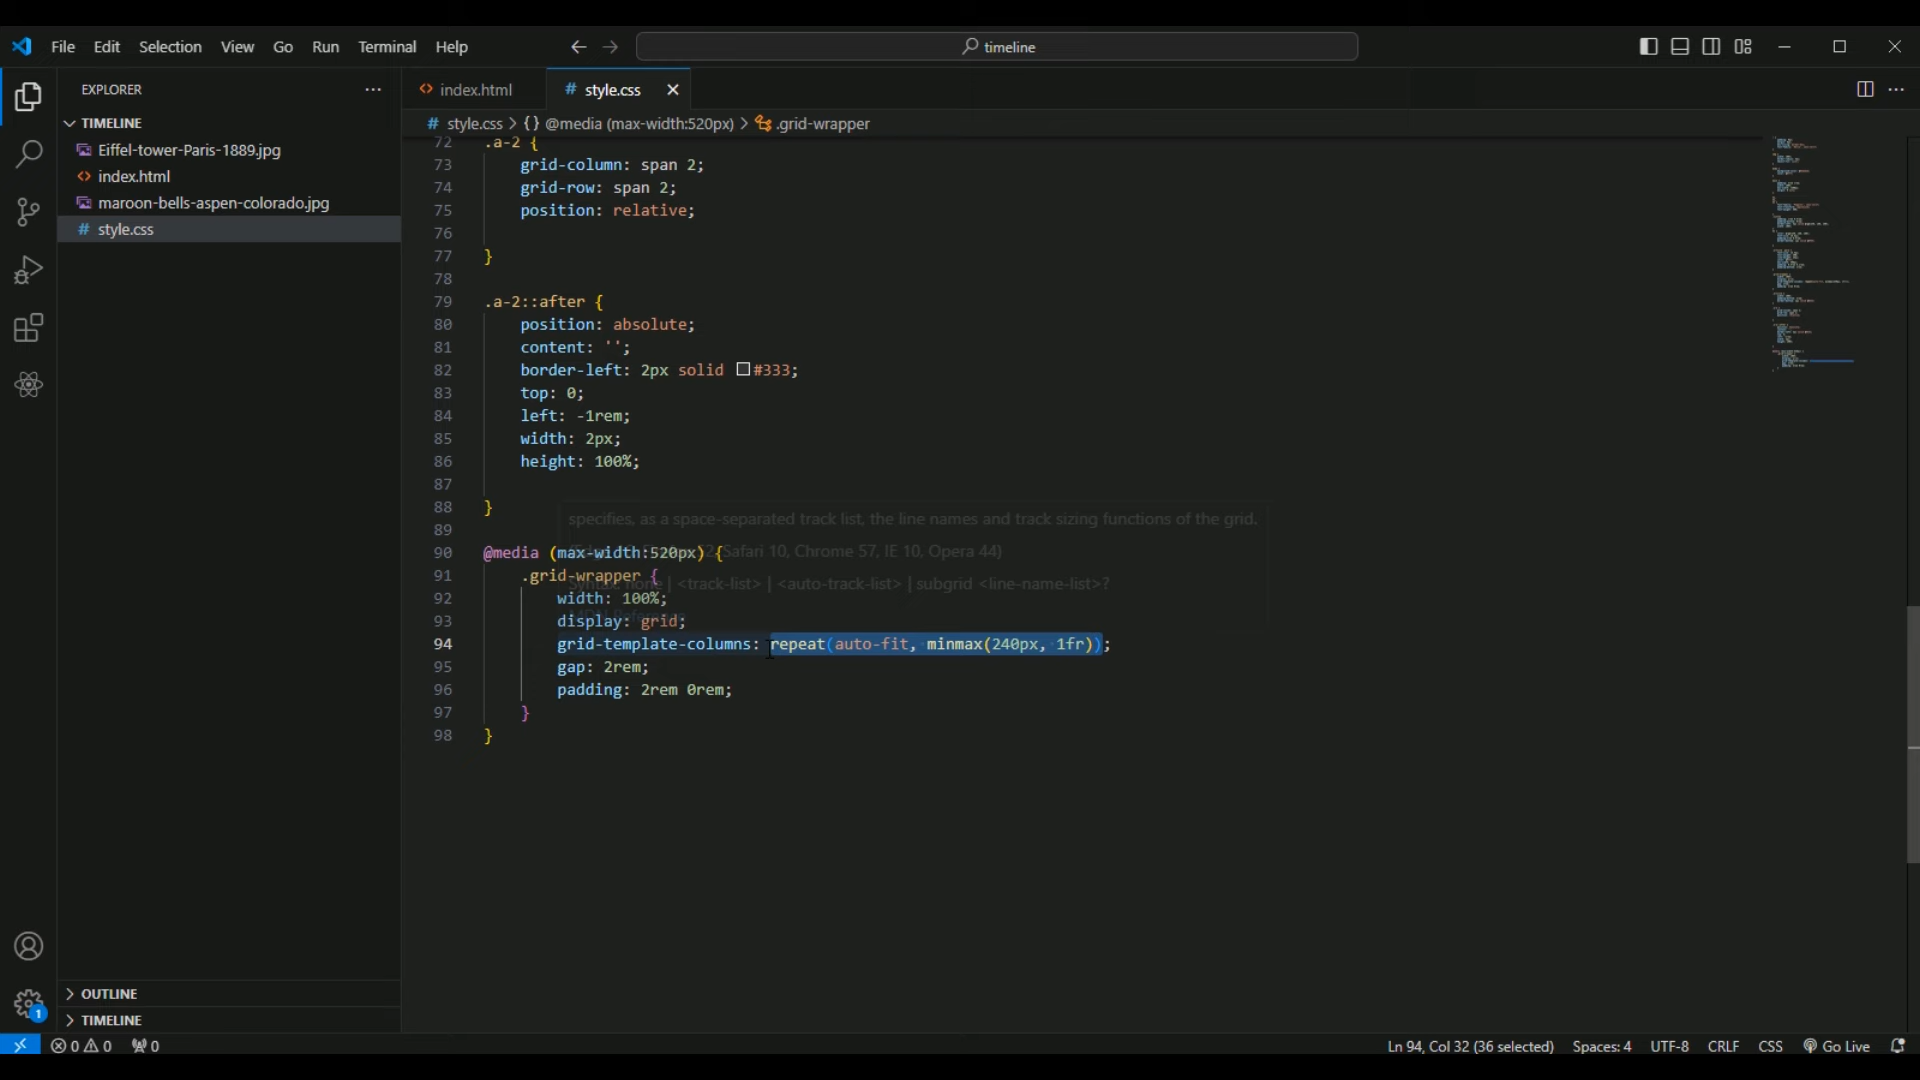 File Edit Selection View Go Run Terminal Help
timeline
EXPLORER
TIMELINE
Eiffel-tower-Paris-1889.jpg
index.html
maroon-bells-aspen-colorado.jpg
# style.css
index.html
# style.css
# style.css > {} @media (max-width:520px) > .grid-wrapper
72 .a-2 {
73 grid-column: span 2;
74 grid-row: span 2;
75 position: relative;
76
77 }
78
79 .a-2::after {
80 position: absolute;
81 content: '';
82 border-left: 2px solid #333;
83 top: 0;
84 left: -1rem;
85 width: 2px;
86 height: 100%;
87
88 }
specifies, as a space-separated track list, the line names and track sizing functions of the grid.
89
90 @media (max-width:520px) {
Safari 10, Chrome 57, IE 10, Opera 44)
91 .grid-wrapper {
| <track-list> | <auto-track-list> | subgrid <line-name-list>?
92 width: 100%;
93 display: grid;
94 grid-template-columns: repeat(auto-fit, minmax(240px, 1fr));
95 gap: 2rem;
96 padding: 2rem 0rem;
97 }
98 }
OUTLINE
TIMELINE
1
0 0 0
Ln 94, Col 32 (36 selected) Spaces: 4 UTF-8 CRLF CSS Go Live